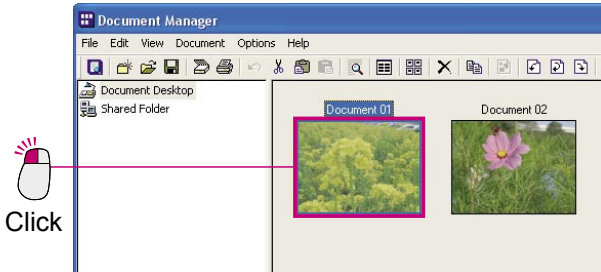 Document Manager
File Edit View Document Options Help
Document Desktop
Shared Folder
Document 01 Document 02
Click